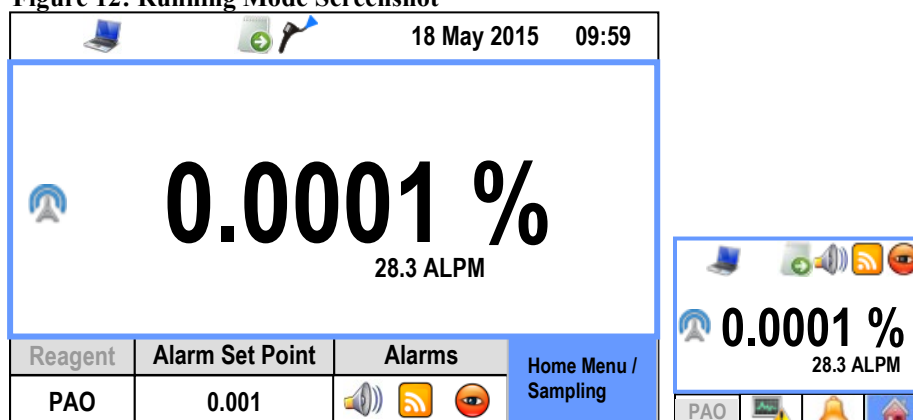 Figure 12: Running Mode Screenshot
18 May 2015 09:59
0.0001 %
28.3 ALPM
Reagent Alarm Set Point Alarms
Home Menu /
Sampling
PAO 0.001
0.0001 %
28.3 ALPM
PAO